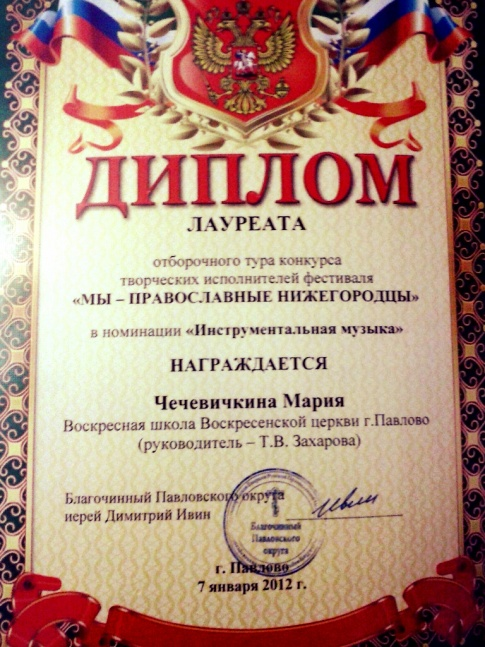 ДИПЛОМ
ЛАУРЕАТА
отборочного тура конкурса
творческих исполнителей фестиваля
«МЫ – ПРАВОСЛАВНЫЕ НИЖЕГОРОДЦЫ»
в номинации «Инструментальная музыка»
НАГРАЖДАЕТСЯ
Чечевичкина Мария
Воскресная школа Воскресенской церкви г.Павлово
(руководитель – Т.В. Захарова)
Благочинный Павловского округа
иерей Димитрий Ивин
Благочинный
Павловского
округа
г. Павлово
7 января 2012 г.